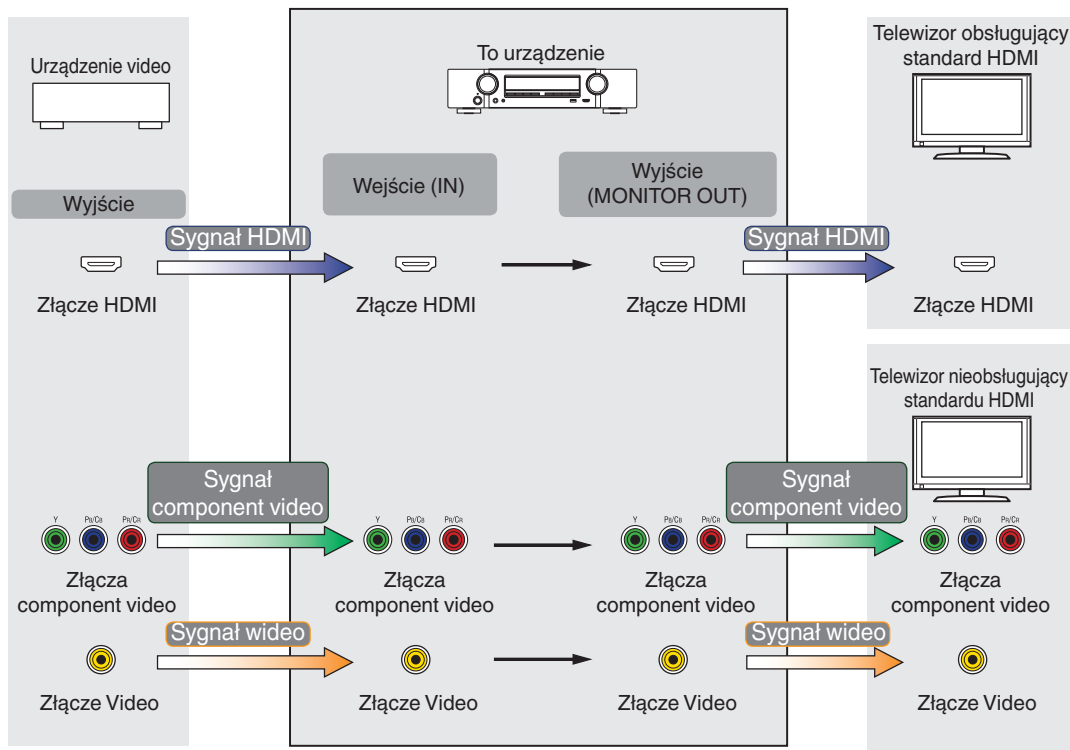 Urządzenie video
To urządzenie
Telewizor obsługujący
standard HDMI
Wyjście
Wejście (IN)
Wyjście
(MONITOR OUT)
Sygnał HDMI
Sygnał HDMI
Złącze HDMI
Złącze HDMI
Złącze HDMI
Złącze HDMI
Telewizor nieobsługujący
standardu HDMI
Sygnał
component video
Sygnał
component video
Y PB/CB PR/CR
Y PB/CB PR/CR
Y PB/CB PR/CR
Y PB/CB PR/CR
Złącza
component video
Złącza
component video
Złącza
component video
Złącza
component video
Sygnał wideo
Sygnał wideo
Złącze Video
Złącze Video
Złącze Video
Złącze Video